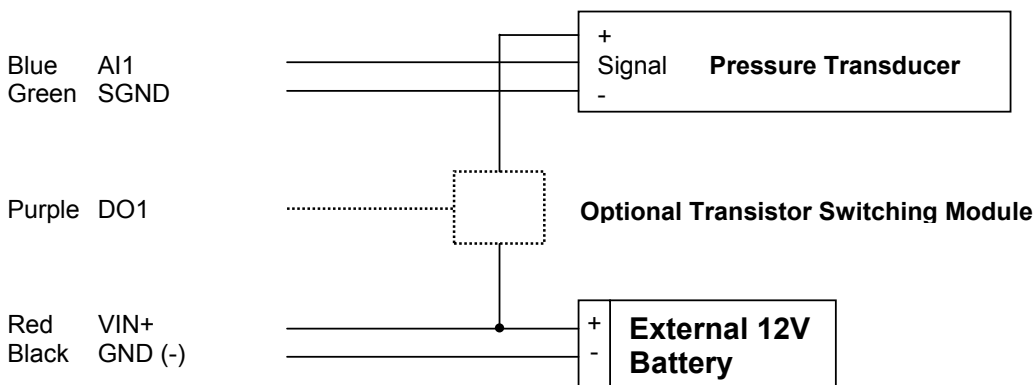 +
Blue AI1 Signal Pressure Transducer
Green SGND -
Purple DO1 Optional Transistor Switching Module
Red VIN+ + External 12V
Black GND (-) - Battery